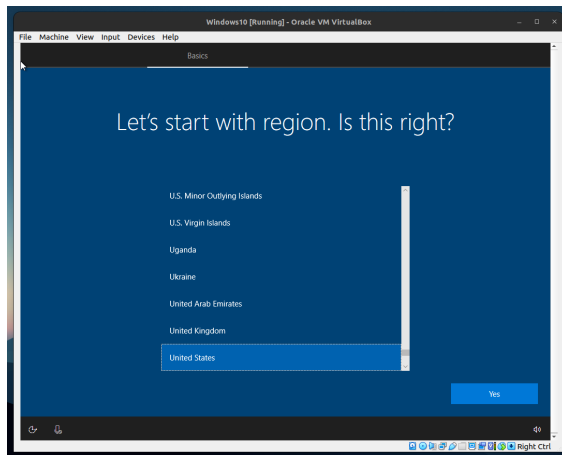 Windows10 [Running] - Oracle VM VirtualBox
File Machine View Input Devices Help
Basics
Let's start with region. Is this right?
U.S. Minor Outlying Islands
U.S. Virgin Islands
Uganda
Ukraine
United Arab Emirates
United Kingdom
United States
Yes
Right Ctrl